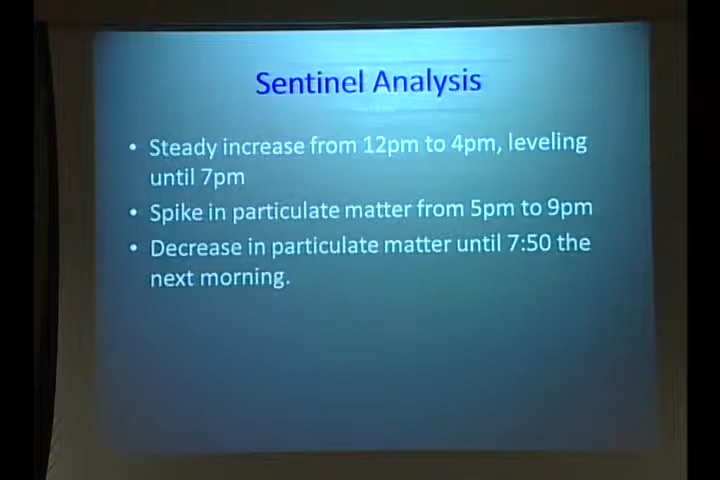 Sentinel Analysis
• Steady increase from 12pm to 4pm, leveling
until 7pm
• Spike in particulate matter from 5pm to 9pm
• Decrease in particulate matter until 7:50 the
next morning.